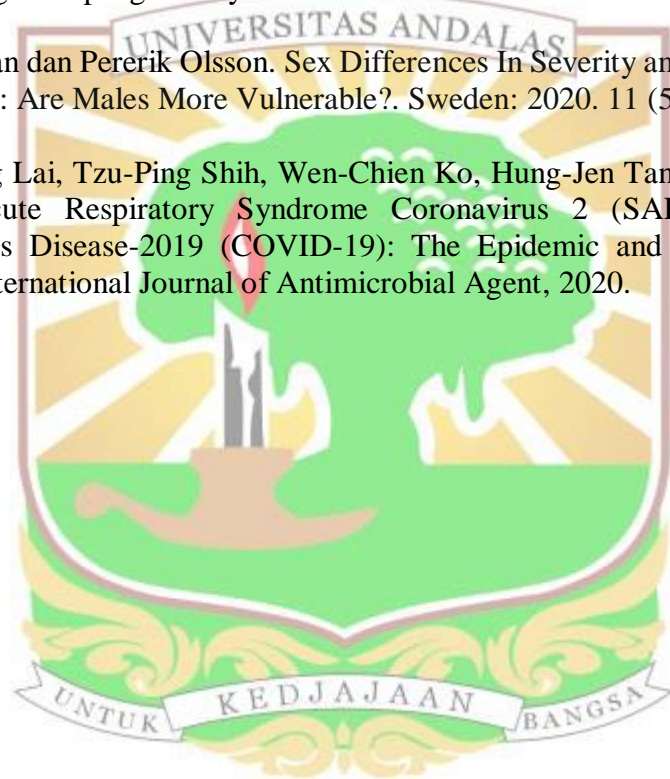 UNIVERSITAS ANDALAS
an dan Pererik Olsson. Sex Differences In Severity an
: Are Males More Vulnerable?. Sweden: 2020. 11 (5
g Lai, Tzu-Ping Shih, Wen-Chien Ko, Hung-Jen Tan
cute Respiratory Syndrome Coronavirus 2 (SA
s Disease-2019 (COVID-19): The Epidemic and
ternational Journal of Antimicrobial Agent, 2020.
UNTUK KEDJAJAAN BANGSA